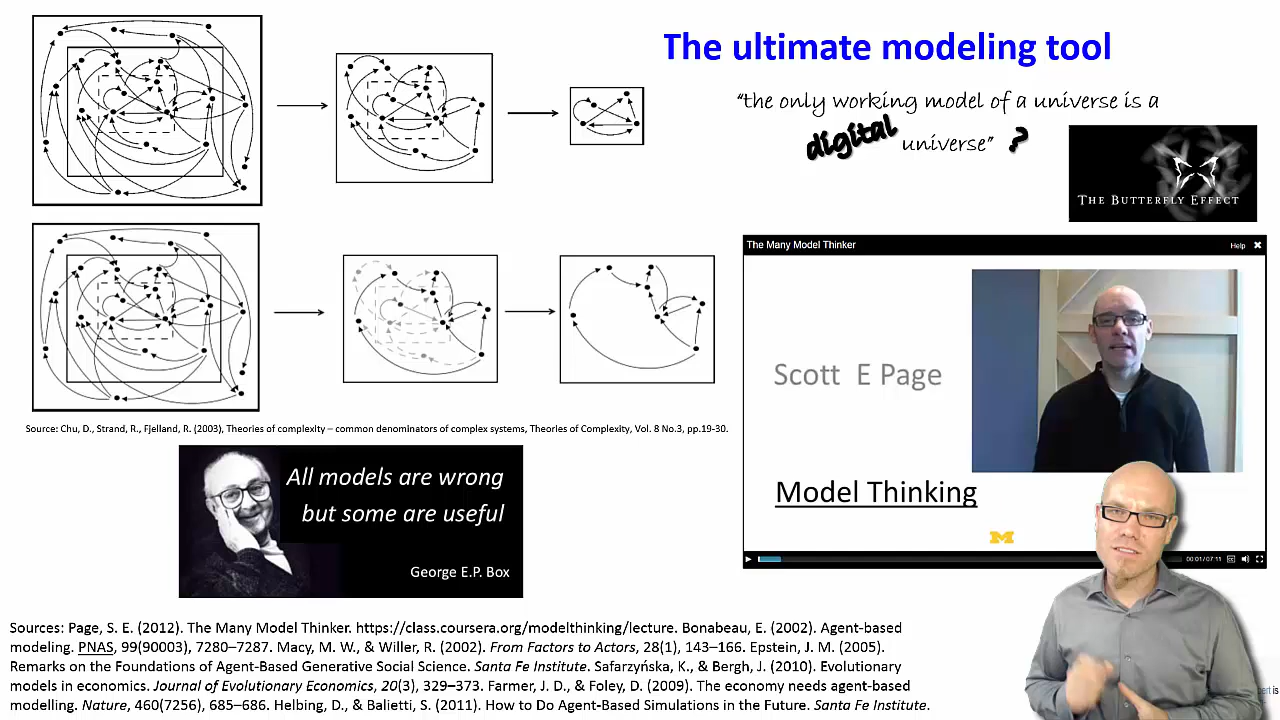 The ultimate modeling tool
“the only working model of a universe is a
digital universe” ?
THE BUTTERFLY EFFECT
The Many Model Thinker
Help
Scott E Page
Model Thinking
M
00:01/07:11
Source: Chu, D., Strand, R., Fjelland, R. (2003), Theories of complexity – common denominators of complex systems, Theories of Complexity, Vol. 8 No.3, pp.19-30.
All models are wrong
but some are useful
George E.P. Box
Sources: Page, S. E. (2012). The Many Model Thinker. https://class.coursera.org/modelthinking/lecture. Bonabeau, E. (2002). Agent-based
modeling. PNAS, 99(90003), 7280–7287. Macy, M. W., & Willer, R. (2002). From Factors to Actors, 28(1), 143–166. Epstein, J. M. (2005).
Remarks on the Foundations of Agent-Based Generative Social Science. Santa Fe Institute. Safarzyńska, K., & Bergh, J. (2010). Evolutionary
models in economics. Journal of Evolutionary Economics, 20(3), 329–373. Farmer, J. D., & Foley, D. (2009). The economy needs agent-based
modelling. Nature, 460(7256), 685–686. Helbing, D., & Balietti, S. (2011). How to Do Agent-Based Simulations in the Future. Santa Fe Institute.